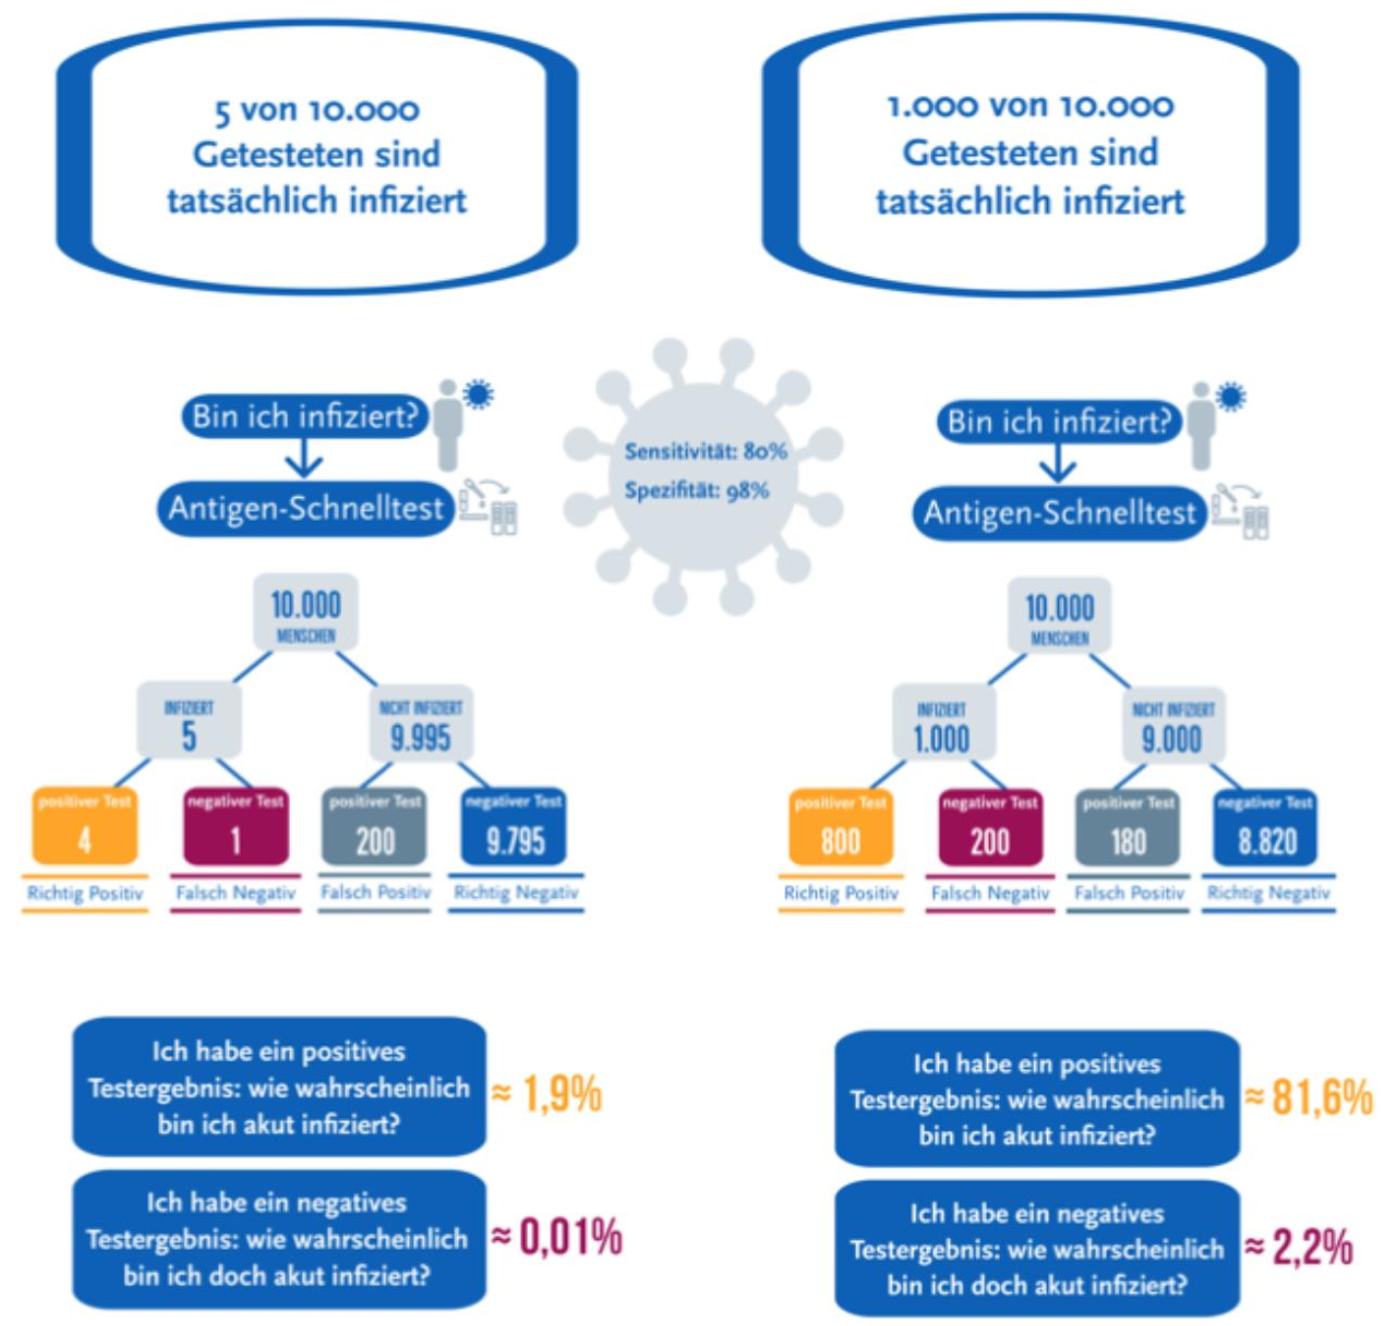 5 von 10.000
Getesteten sind
tatsächlich infiziert
Bin ich infiziert?
Antigen-Schnelltest
10.000
MENSCHEN
INFIZIERT
5
NICHT INFIZIERT
9.995
positiver Test
4
Richtig Positiv
negativer Test
1
Falsch Negativ
positiver Test
200
Falsch Positiv
negativer Test
9.795
Richtig Negativ
Ich habe ein positives
Testergebnis: wie wahrscheinlich
bin ich akut infiziert?
≈ 1,9%
Ich habe ein negatives
Testergebnis: wie wahrscheinlich
bin ich doch akut infiziert?
≈ 0,01%
Sensitivität: 80%
Spezifität: 98%
1.000 von 10.000
Getesteten sind
tatsächlich infiziert
Bin ich infiziert?
Antigen-Schnelltest
10.000
MENSCHEN
INFIZIERT
1.000
NICHT INFIZIERT
9.000
positiver Test
800
Richtig Positiv
negativer Test
200
Falsch Negativ
positiver Test
180
Falsch Positiv
negativer Test
8.820
Richtig Negativ
Ich habe ein positives
Testergebnis: wie wahrscheinlich
bin ich akut infiziert?
≈ 81,6%
Ich habe ein negatives
Testergebnis: wie wahrscheinlich
bin ich doch akut infiziert?
≈ 2,2%